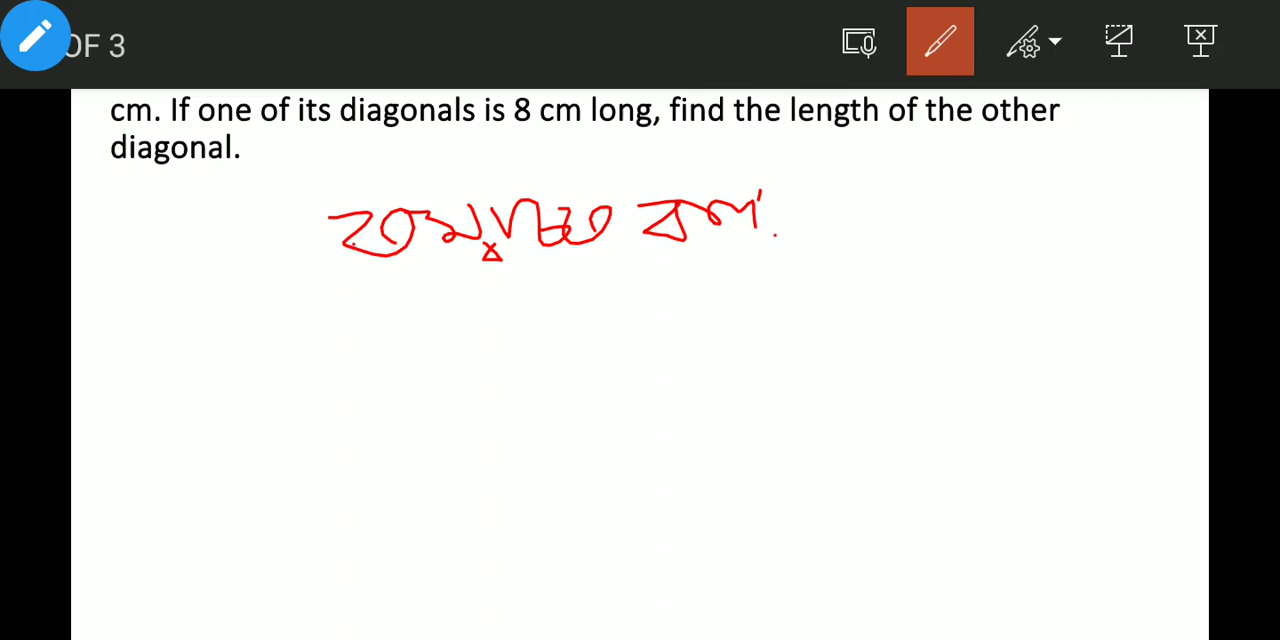 OF 3
cm. If one of its diagonals is 8 cm long, find the length of the other
diagonal.